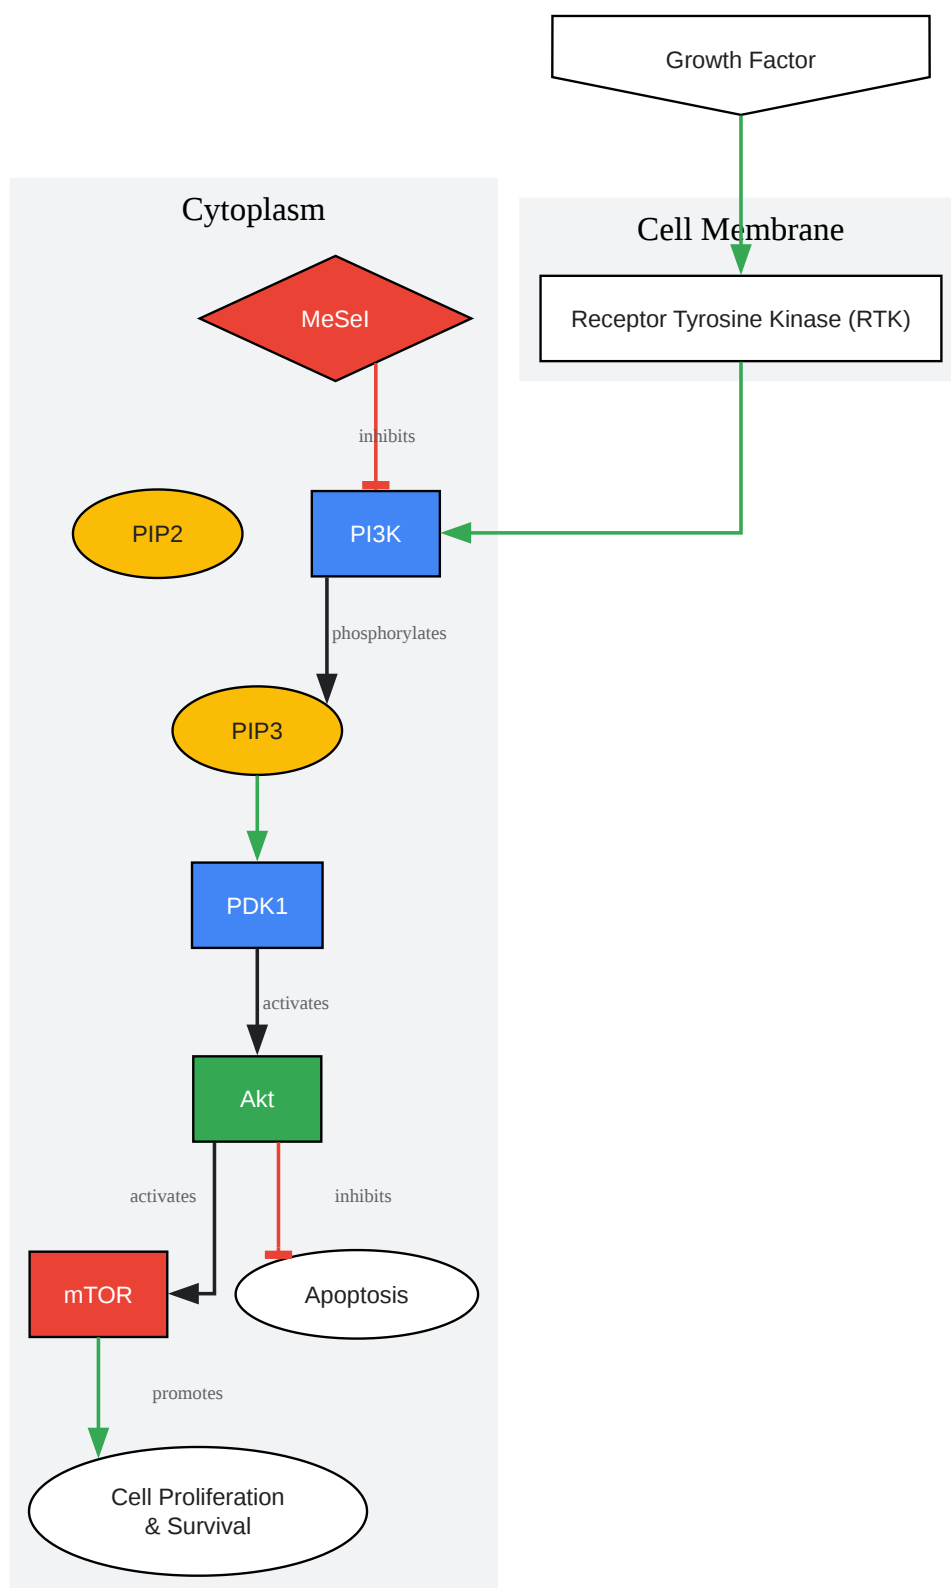 Growth Factor
Cytoplasm
Cell Membrane
MeSeI
Receptor Tyrosine Kinase (RTK)
inhibits
PIP2
PI3K
phosphorylates
PIP3
PDK1
activates
Akt
activates
inhibits
mTOR
Apoptosis
promotes
Cell Proliferation
& Survival